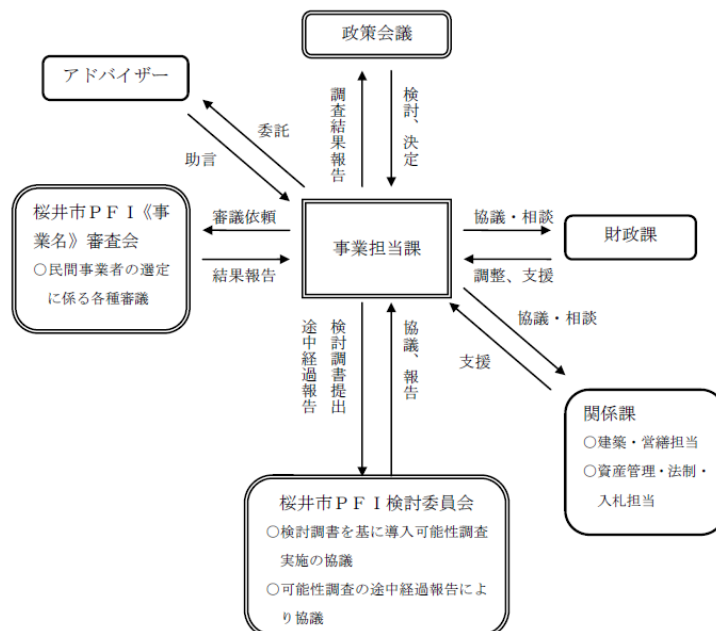 政策会議
アドバイザー
調査結果報告
検討、決定
委託
助言
桜井市ＰＦＩ《事
業名》審査会
○民間事業者の選定
に係る各種審議
審議依頼
結果報告
事業担当課
協議・相談
調整、支援
財政課
協議・相談
支援
検討調書提出
途中経過報告
協議、報告
関係課
○建築・営繕担当
○資産管理・法制・
入札担当
桜井市ＰＦＩ検討委員会
○検討調書を基に導入可能性調査
実施の協議
○可能性調査の途中経過報告によ
り協議